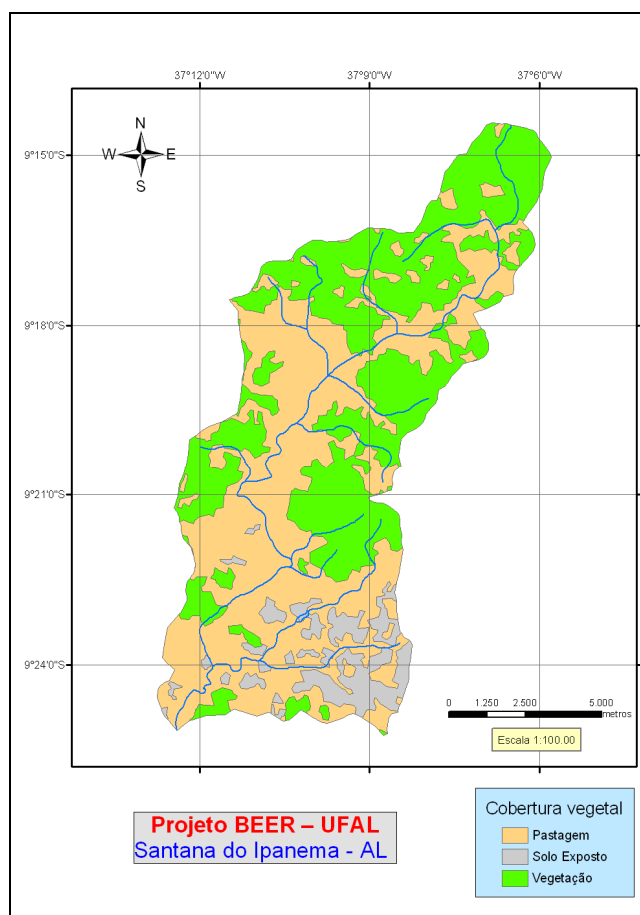 37°12'0"W 37°9'0"W 37°6'0"W
N
W E
S
9°15'0"S
9°18'0"S
9°21'0"S
9°24'0"S
0 1.250 2.500 5.000
metros
Escala 1:100.00
Projeto BEER – UFAL
Santana do Ipanema - AL
Cobertura vegetal
Pastagem
Solo Exposto
Vegetação